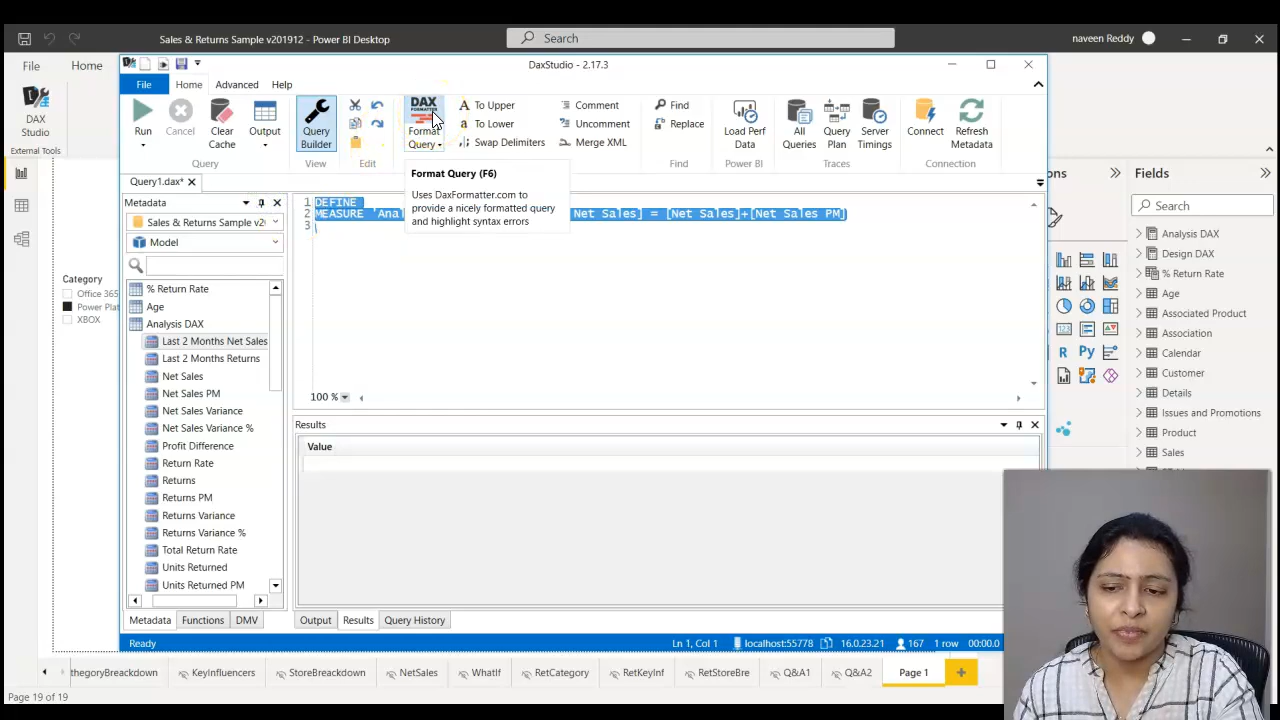 Sales & Returns Sample v201912 - Power BI Desktop
Search
naveen Reddy
File
Home
DAX
Studio
External Tools
DaxStudio - 2.17.3
File
Home
Advanced
Help
Run
Cancel
Clear
Cache
Output
Query
Query
Builder
View
Edit
DAX
FORMATTER
Format
Query
To Upper
To Lower
Swap Delimiters
Comment
Uncomment
Merge XML
Find
Replace
Find
Load Perf
Data
Power BI
All
Queries
Query
Plan
Server
Timings
Traces
Connect
Refresh
Metadata
Connection
Query1.dax*
Format Query (F6)
Uses DaxFormatter.com to
provide a nicely formatted query
and highlight syntax errors
1 DEFINE
2 MEASURE 'Anal Net Sales] = [Net Sales]+[Net Sales PM]
3
100 %
Metadata
Sales & Returns Sample v2
Model
% Return Rate
Age
Analysis DAX
Last 2 Months Net Sales
Last 2 Months Returns
Net Sales
Net Sales PM
Net Sales Variance
Net Sales Variance %
Profit Difference
Return Rate
Returns
Returns PM
Returns Variance
Returns Variance %
Total Return Rate
Units Returned
Units Returned PM
Metadata
Functions
DMV
Results
Value
Output
Results
Query History
Ready
Ln 1, Col 1
localhost:55778
16.0.23.21
167
1 row
00:00.0
Category
Office 365
Power Plat
XBOX
ons
Fields
Search
Analysis DAX
Design DAX
% Return Rate
Age
Associated Product
Association
Calendar
Customer
Details
Issues and Promotions
Product
Sales
R
Py
thegoryBreakdown
KeyInfluencers
StoreBreakdown
NetSales
WhatIf
RetCategory
RetKeyInf
RetStoreBre
Q&A1
Q&A2
Page 1
Page 19 of 19